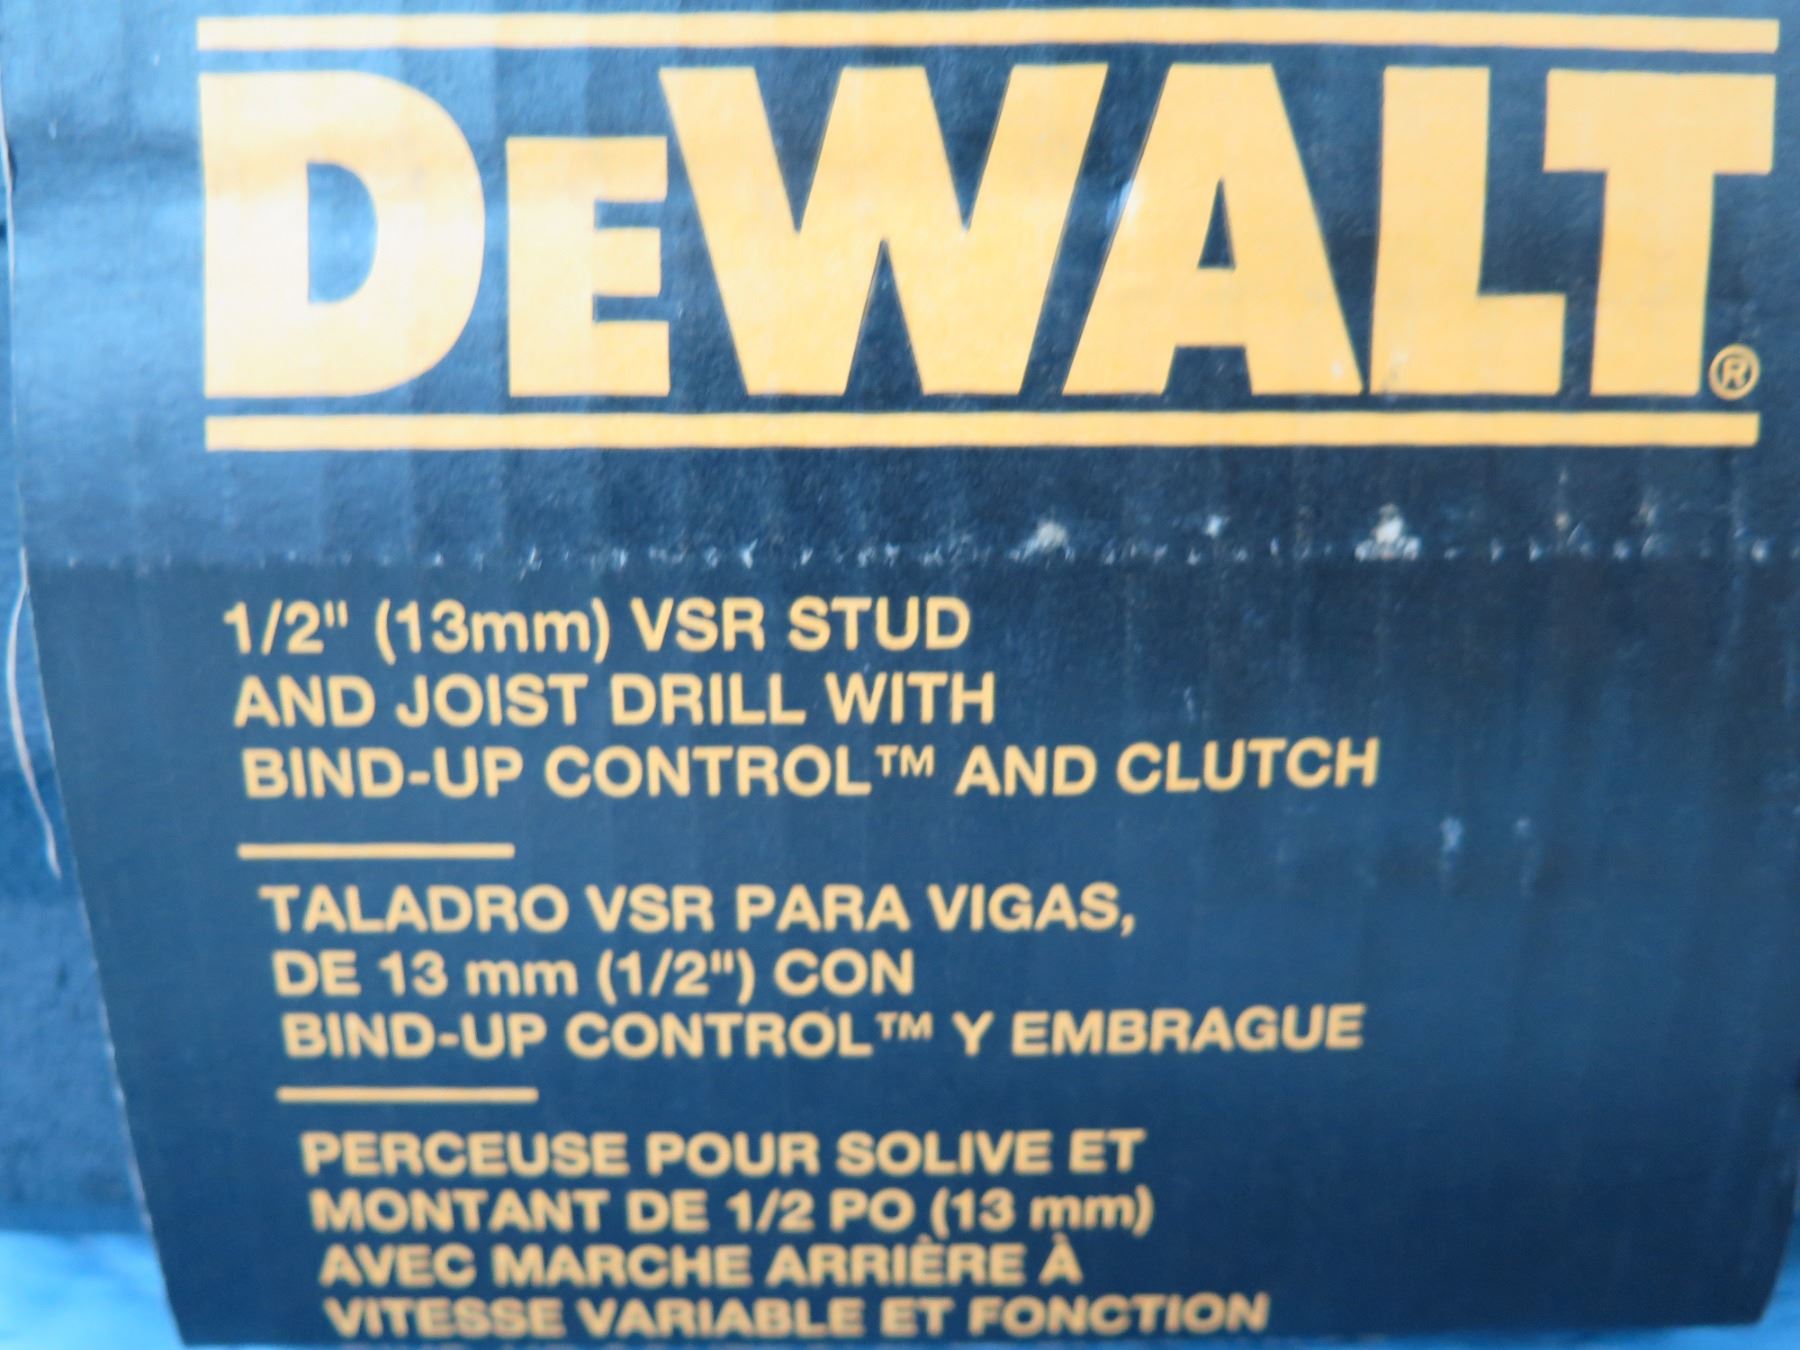 DEWALT®
1/2" (13mm) VSR STUD
AND JOIST DRILL WITH
BIND-UP CONTROL™ AND CLUTCH
TALADRO VSR PARA VIGAS,
DE 13 mm (1/2") CON
BIND-UP CONTROL™ Y EMBRAGUE
PERCEUSE POUR SOLIVE ET
MONTANT DE 1/2 PO (13 mm)
AVEC MARCHE ARRIÈRE À
VITESSE VARIABLE ET FONCTION